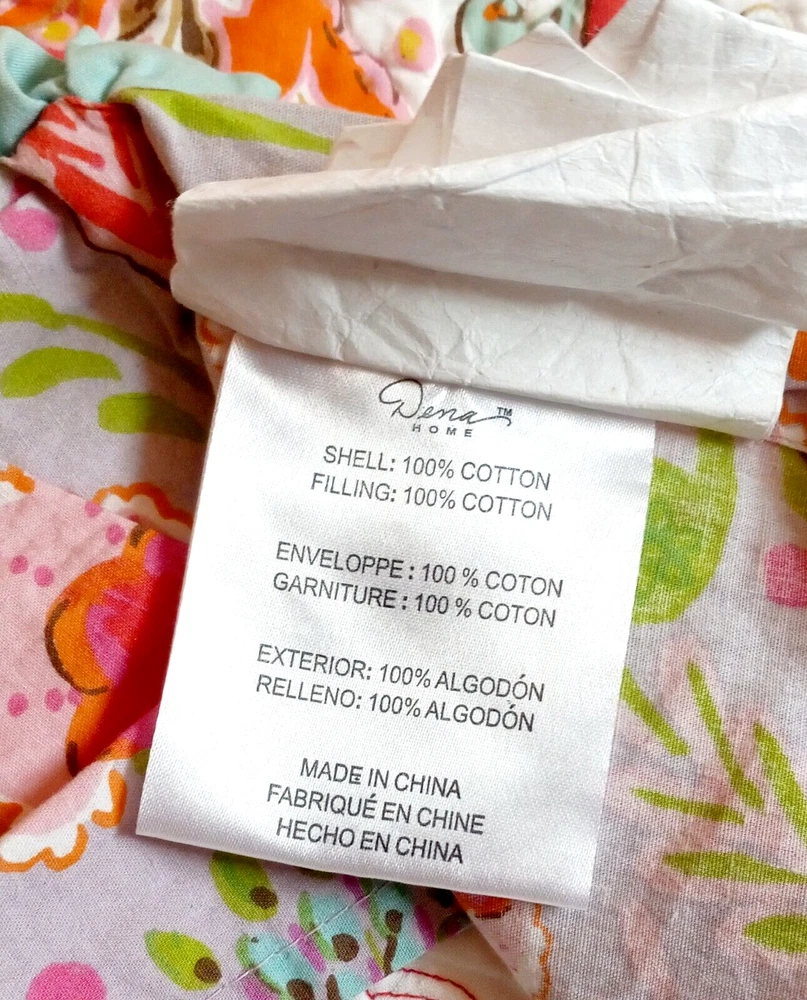 Dena™
HOME
SHELL: 100% COTTON
FILLING: 100% COTTON
ENVELOPPE : 100 % COTON
GARNITURE : 100 % COTON
EXTERIOR: 100% ALGODÓN
RELLENO: 100% ALGODÓN
MADE IN CHINA
FABRIQUÉ EN CHINE
HECHO EN CHINA